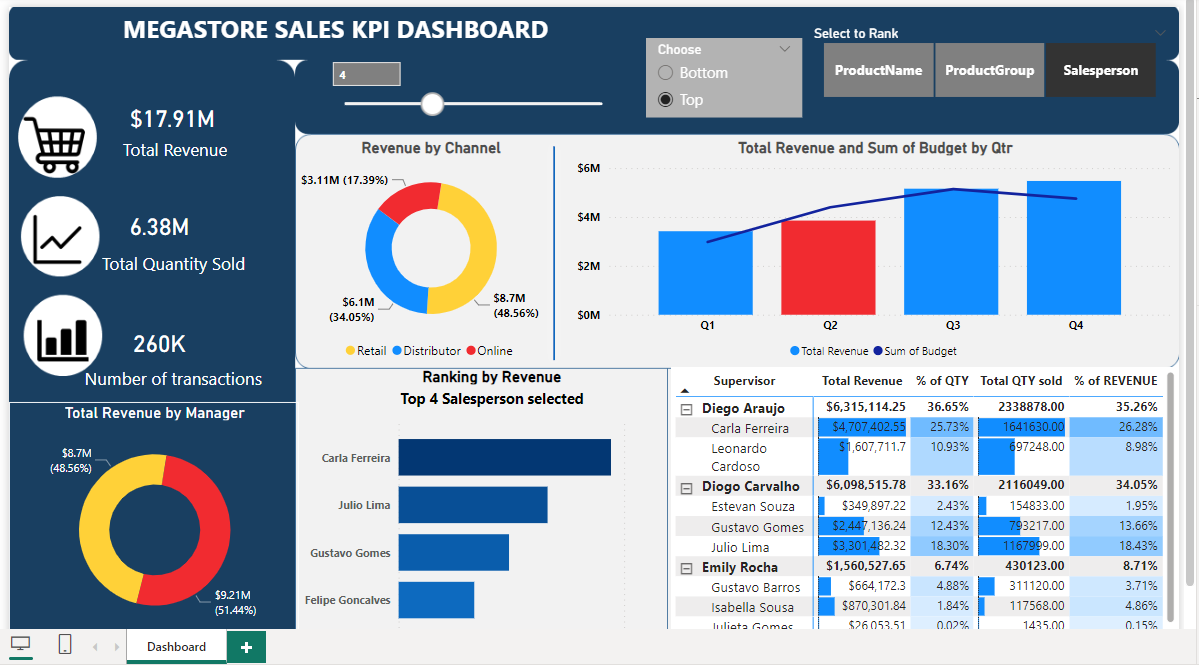 MEGASTORE SALES KPI DASHBOARD
4
Choose
Bottom
Top
Select to Rank
ProductName
ProductGroup
Salesperson
$17.91M
Total Revenue
6.38M
Total Quantity Sold
260K
Number of transactions
Total Revenue by Manager
$8.7M
(48.56%)
$9.21M
(51.44%)
Revenue by Channel
$3.11M (17.39%)
$6.1M
(34.05%)
$8.7M
(48.56%)
Retail Distributor Online
Total Revenue and Sum of Budget by Qtr
$6M
$4M
$2M
$0M
Q1 Q2 Q3 Q4
Total Revenue Sum of Budget
Ranking by Revenue
Top 4 Salesperson selected
Carla Ferreira
Julio Lima
Gustavo Gomes
Felipe Goncalves
Supervisor Total Revenue % of QTY Total QTY sold % of REVENUE
Diego Araujo $6,315,114.25 36.65% 2338878.00 35.26%
Carla Ferreira $4,707,402.55 25.73% 1641630.00 26.28%
Leonardo $1,607,711.7 10.93% 697248.00 8.98%
Cardoso
Diogo Carvalho $6,098,515.78 33.16% 2116049.00 34.05%
Estevan Souza $349,897.22 2.43% 154833.00 1.95%
Gustavo Gomes $2,447,136.24 12.43% 793217.00 13.66%
Julio Lima $3,301,482.32 18.30% 1167999.00 18.43%
Emily Rocha $1,560,527.65 6.74% 430123.00 8.71%
Gustavo Barros $664,172.3 4.88% 311120.00 3.71%
Isabella Sousa $870,301.84 1.84% 117568.00 4.86%
Julieta Gomes $26,053.51 0.02% 1435.00 0.15%
Dashboard